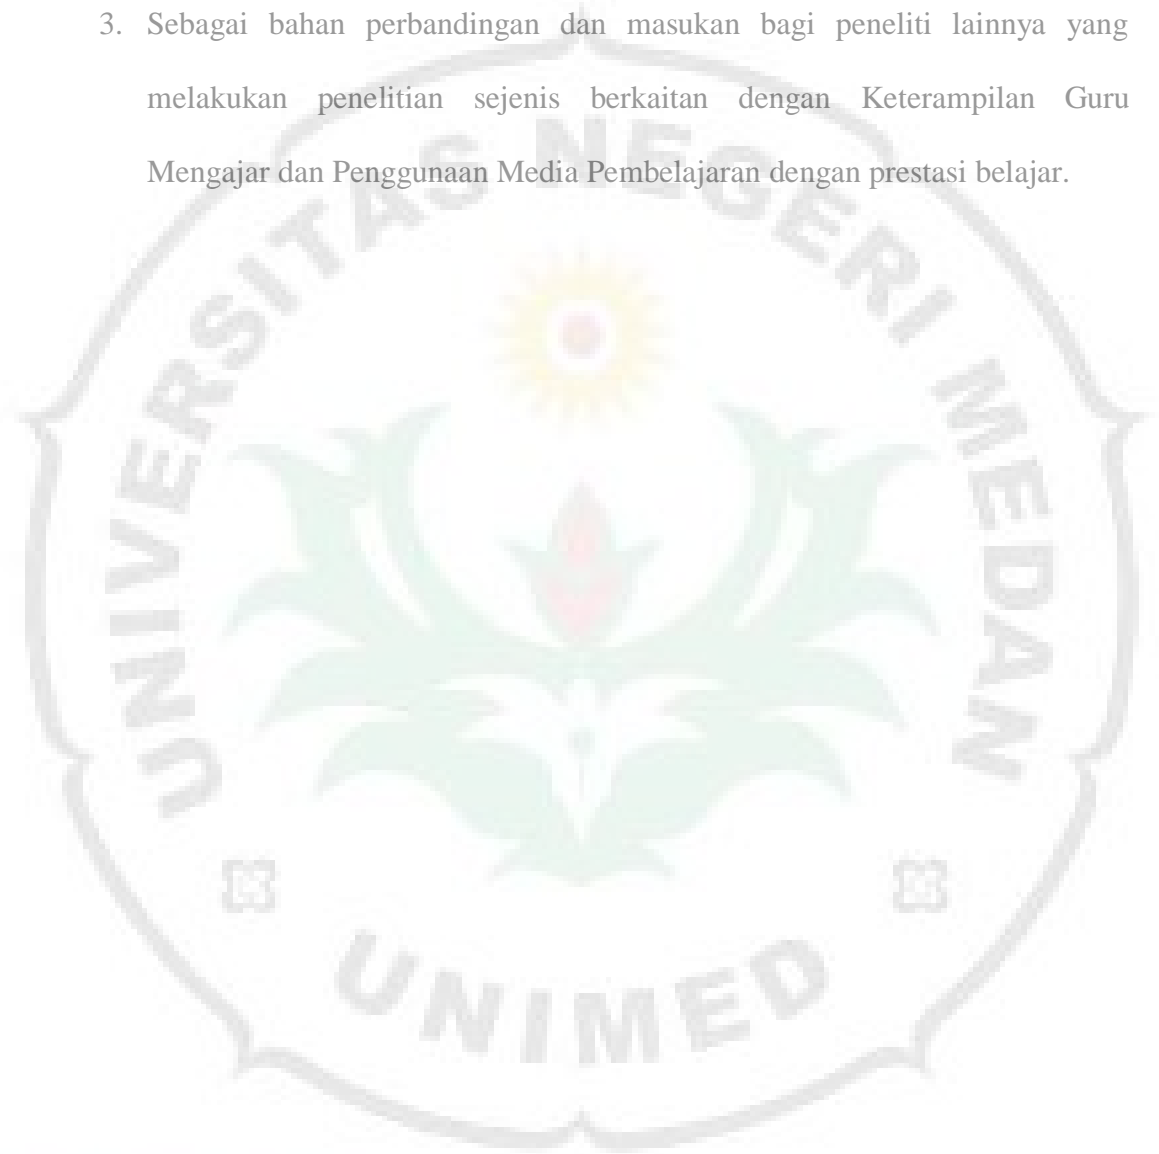 3. Sebagai bahan perbandingan dan masukan bagi peneliti lainnya yang
melakukan penelitian sejenis berkaitan dengan Keterampilan Guru
Mengajar dan Penggunaan Media Pembelajaran dengan prestasi belajar.
UNIVERSITAS NEGERI MEDAN
UNIMED